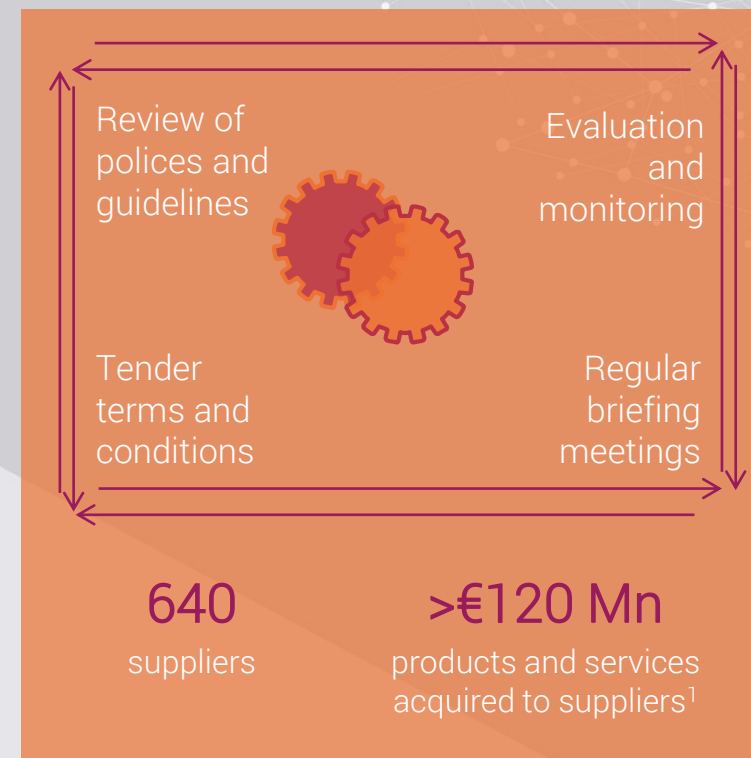 Review of
polices and
guidelines
Evaluation
and
monitoring
Tender
terms and
conditions
Regular
briefing
meetings
640
suppliers
>€120 Mn
products and services
acquired to suppliers¹